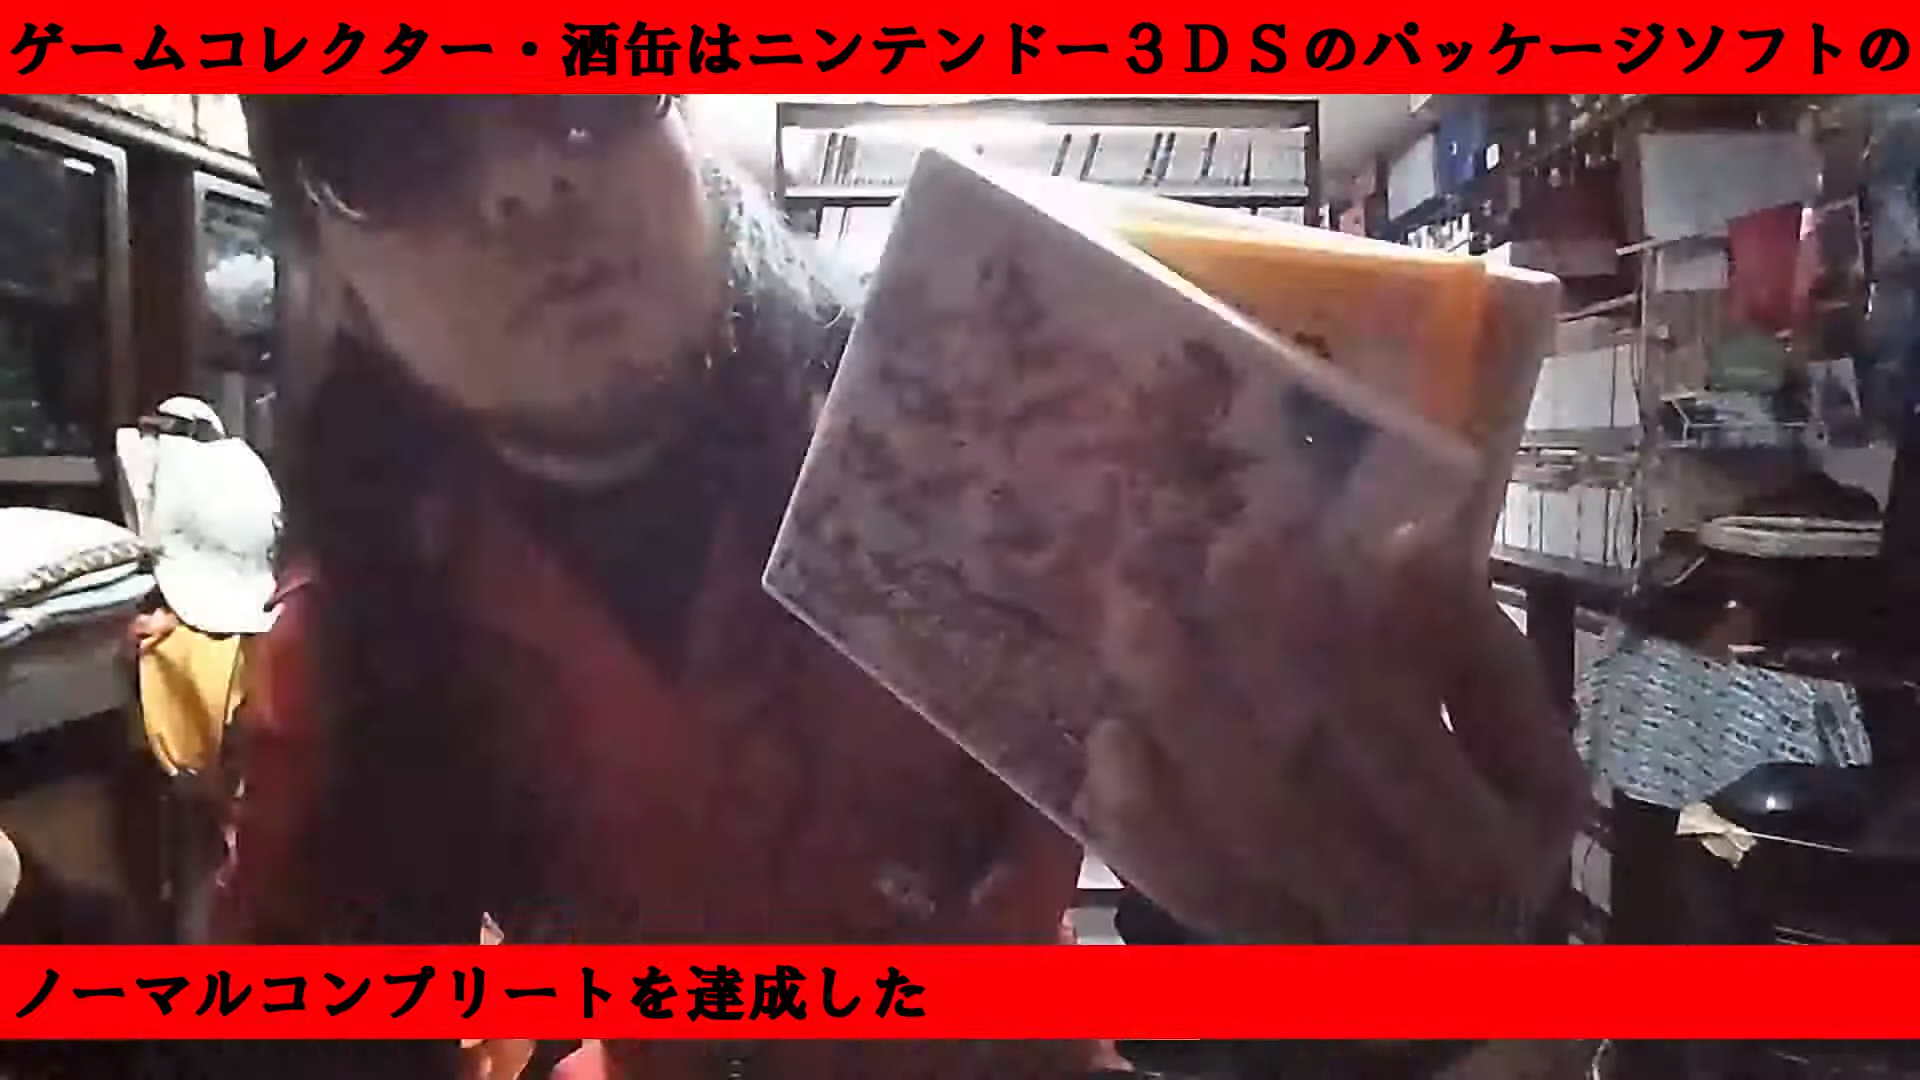 ゲームコレクター・酒缶はニンテンドー３ＤＳのパッケージソフトの
ノーマルコンプリートを達成した